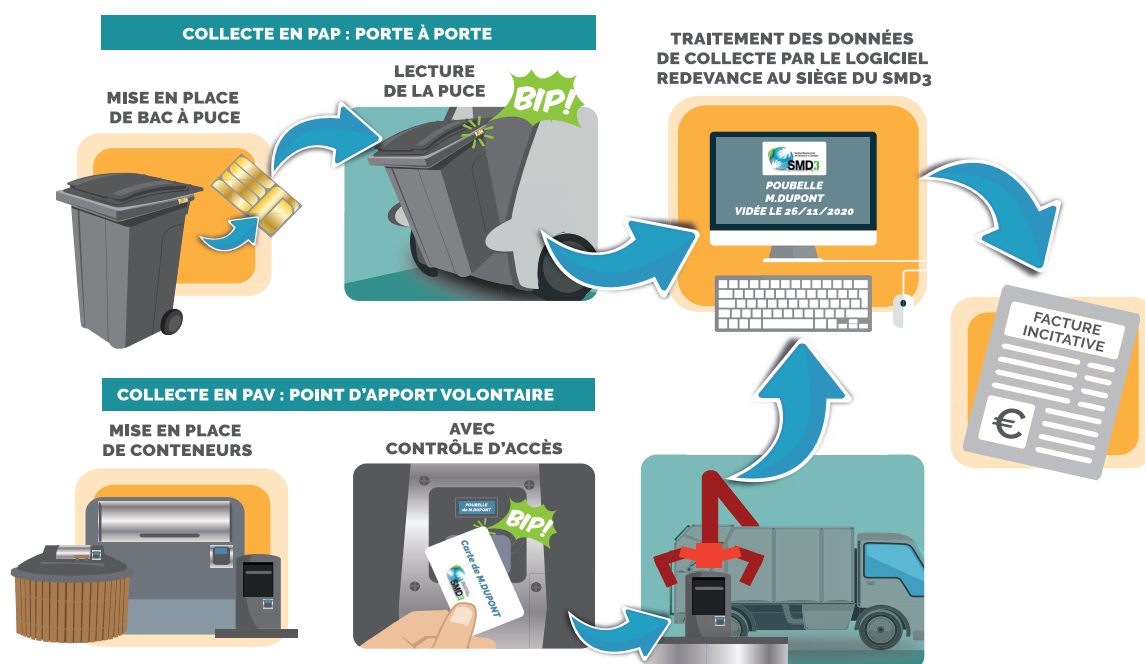 COLLECTE EN PAP : PORTE À PORTE
MISE EN PLACE
DE BAC À PUCE
LECTURE
DE LA PUCE
BIP!
TRAITEMENT DES DONNÉES
DE COLLECTE PAR LE LOGICIEL
REDEVANCE AU SIÈGE DU SMD3
SMD3
POUBELLE
M.DUPONT
VIDÉE LE 26/11/2020
FACTURE
INCITATIVE
€
COLLECTE EN PAV : POINT D'APPORT VOLONTAIRE
MISE EN PLACE
DE CONTENEURS
AVEC
CONTRÔLE D'ACCÈS
POUBELLE
de M.DUPONT
BIP!
Carte de M.DUPONT
SMD3